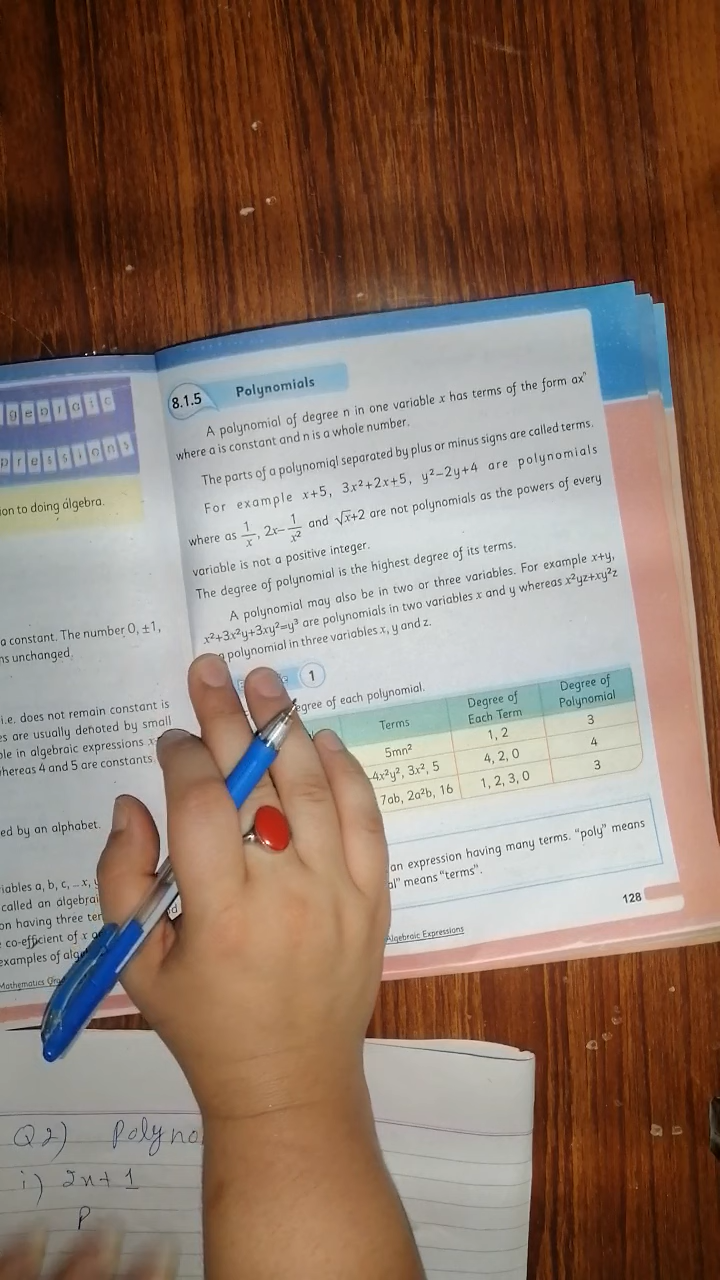 gebraic
pressions
ion to doing álgebra.
a constant. The number 0, ±1,
ns unchanged.
i.e. does not remain constant is
es are usually denoted by small
ole in algebraic expressions x
hereas 4 and 5 are constants.
ed by an alphabet.
iables a, b, c, – x, y
called an algebrai
on having three ter
co-efficient of x
examples of alg
Mathematics Gra
8.1.5 Polynomials
A polynomial of degree n in one variable x has terms of the form axⁿ
where a is constant and n is a whole number.
The parts of a polynomial separated by plus or minus signs are called terms.
For example x+5, 3x²+2x+5, y²–2y+4 are polynomials
where as 1/x, 2x–1/x² and √x+2 are not polynomials as the powers of every
variable is not a positive integer.
The degree of polynomial is the highest degree of its terms.
A polynomial may also be in two or three variables. For example x+y,
x²+3x²y+3xy²=y³ are polynomials in two variables x and y whereas x²yz+xy²z
a polynomial in three variables x, y and z.
1
egree of each polynomial.
Terms Degree of Each Term Degree of Polynomial
5mn² 1, 2 3
4x²y², 3x², 5 4, 2, 0 4
7ab, 2a²b, 16 1, 2, 3, 0 3
an expression having many terms. "poly" means
al" means "terms".
128
Algebraic Expressions
Q2) Polyno
i) 2x+1
P